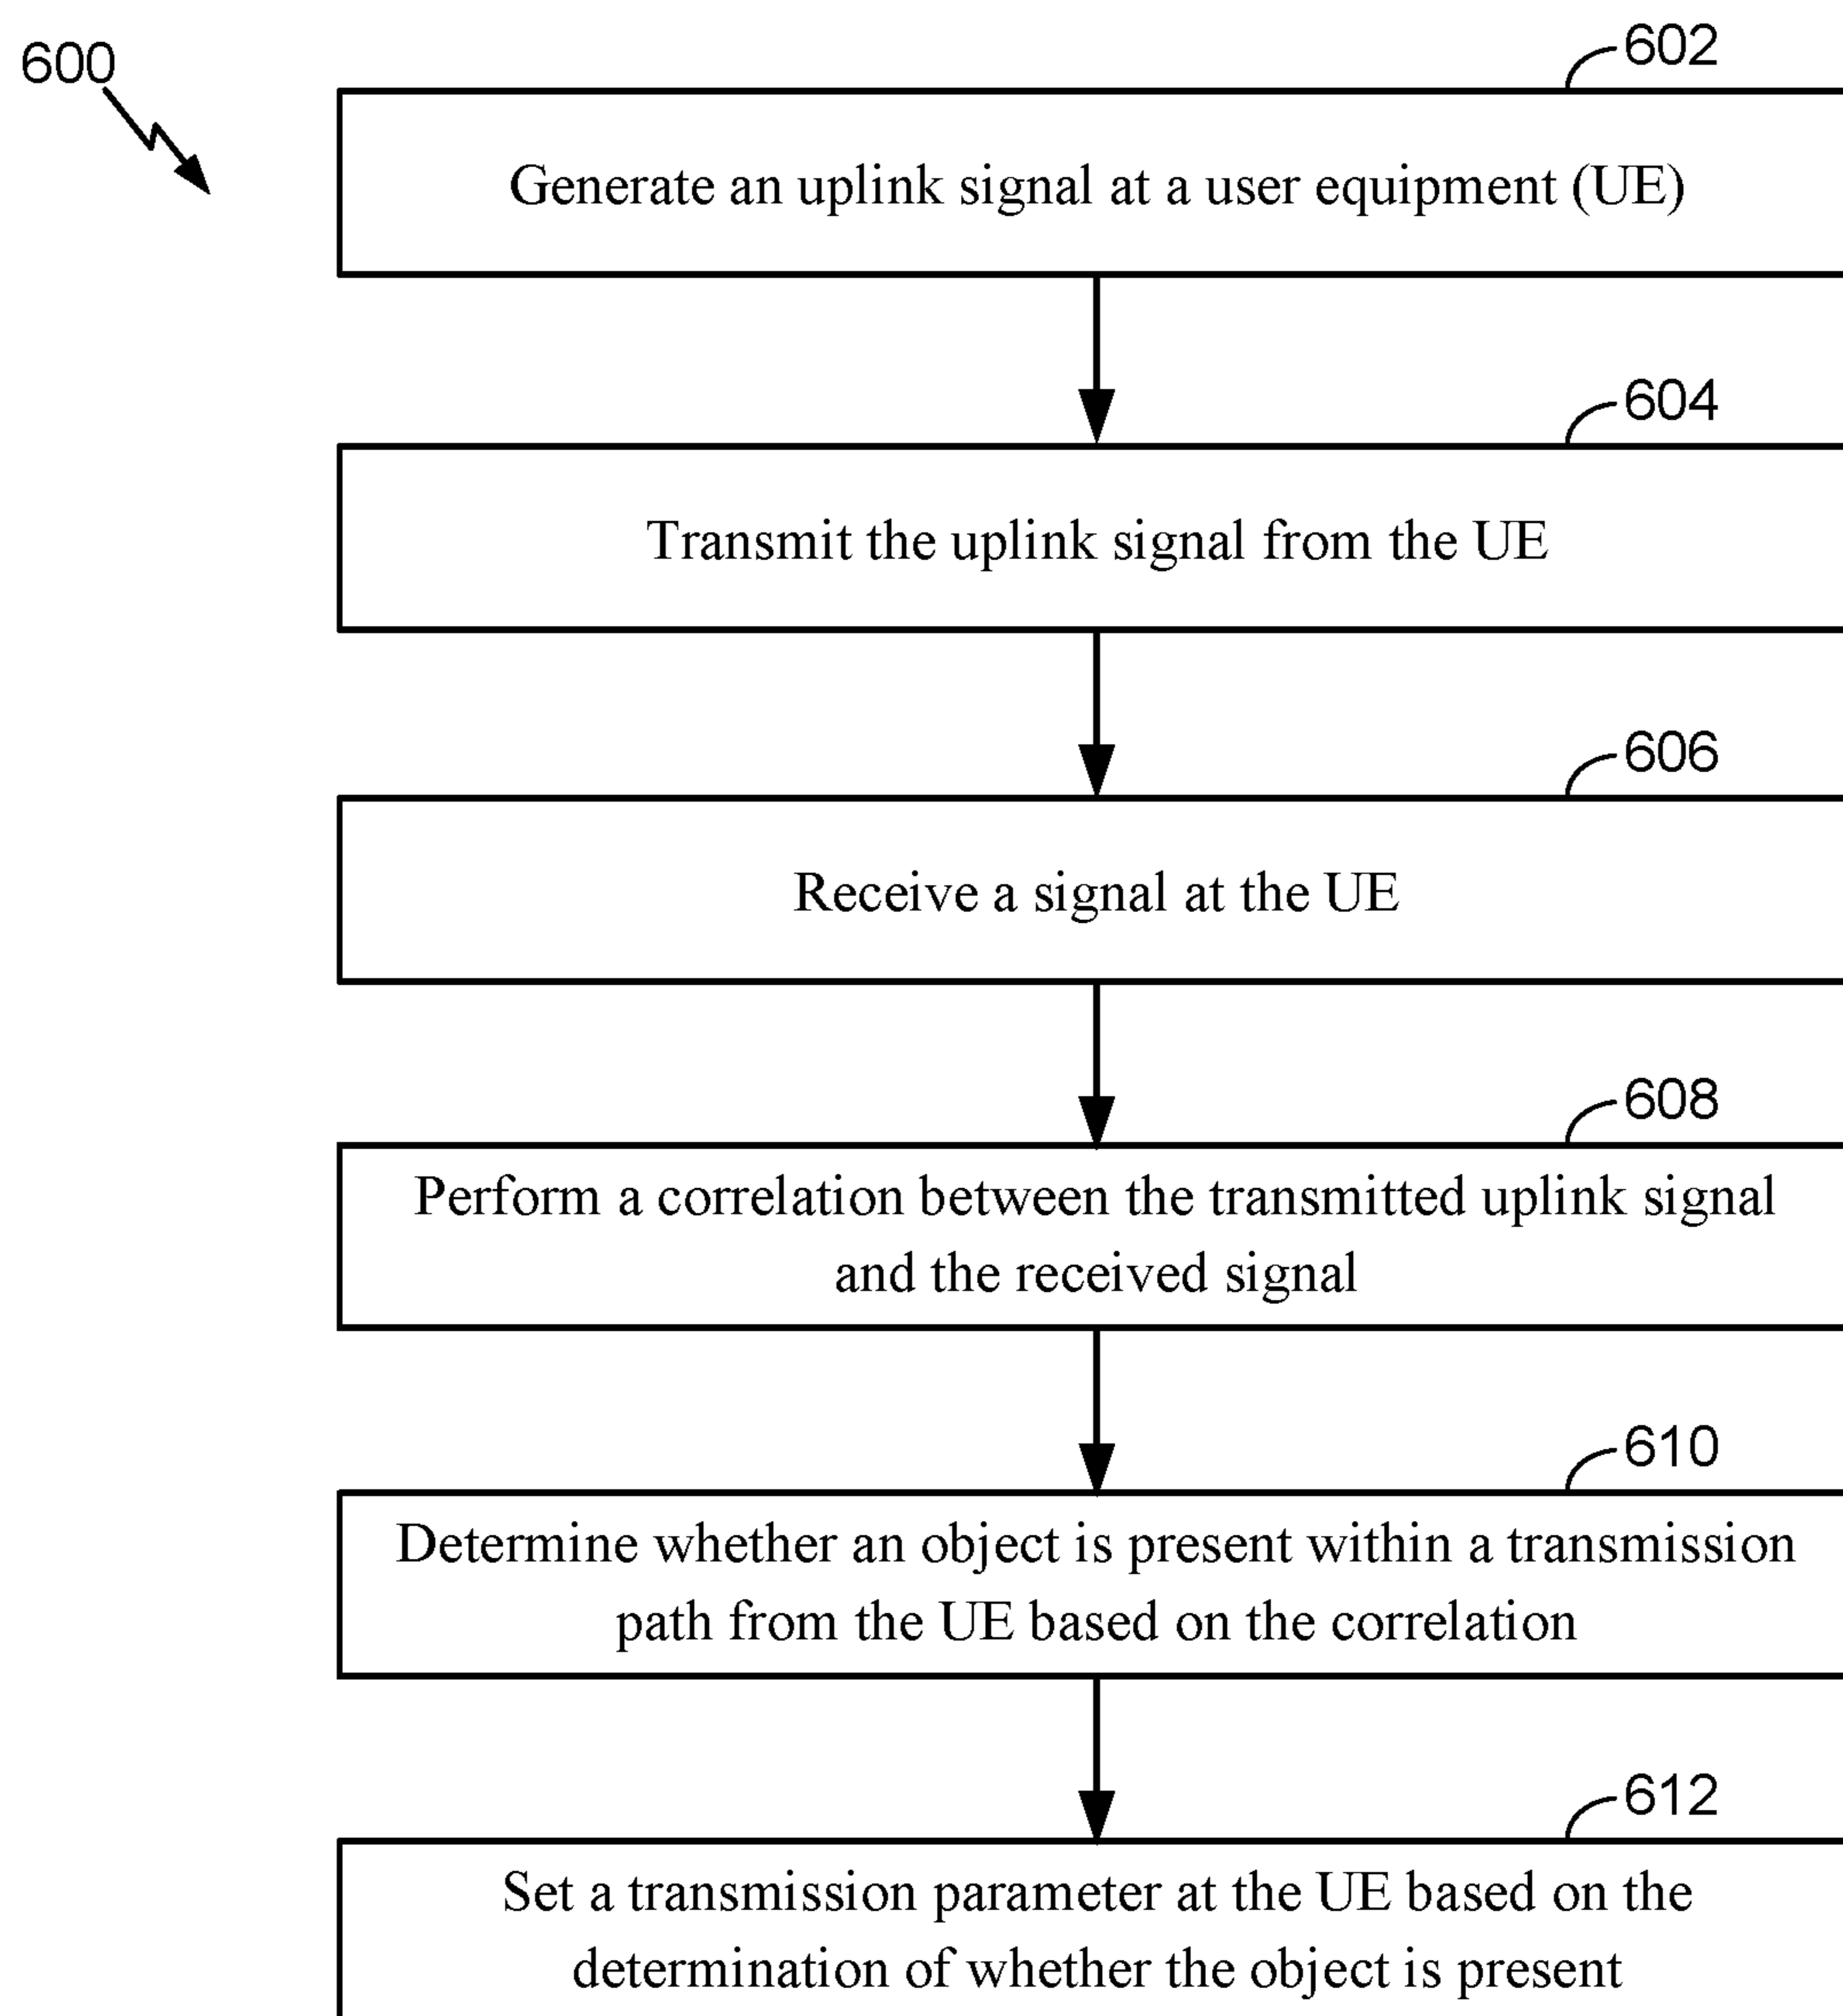 600
602
Generate an uplink signal at a user equipment (UE)
604
Transmit the uplink signal from the UE
606
Receive a signal at the UE
608
Perform a correlation between the transmitted uplink signal
and the received signal
610
Determine whether an object is present within a transmission
path from the UE based on the correlation
612
Set a transmission parameter at the UE based on the
determination of whether the object is present